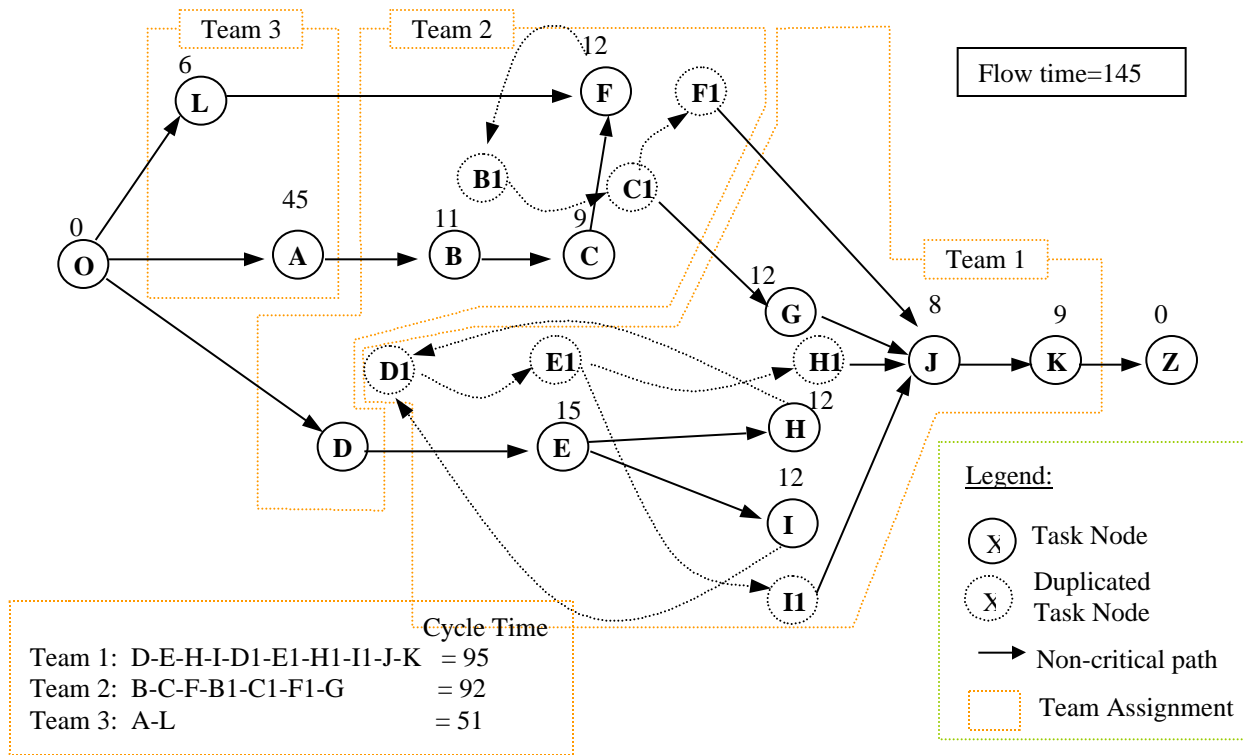 Team 3
Team 2
12
6
Flow time=145
L
F
F1
B1
C1
45
11
9
0
O
A
B
C
Team 1
12
G
8
9
0
D1
E1
H1
J
K
Z
15
12
D
E
H
12
I
I1
Legend:
X Task Node
X Duplicated
Task Node
Non-critical path
Team Assignment
Cycle Time
Team 1: D-E-H-I-D1-E1-H1-I1-J-K = 95
Team 2: B-C-F-B1-C1-F1-G = 92
Team 3: A-L = 51